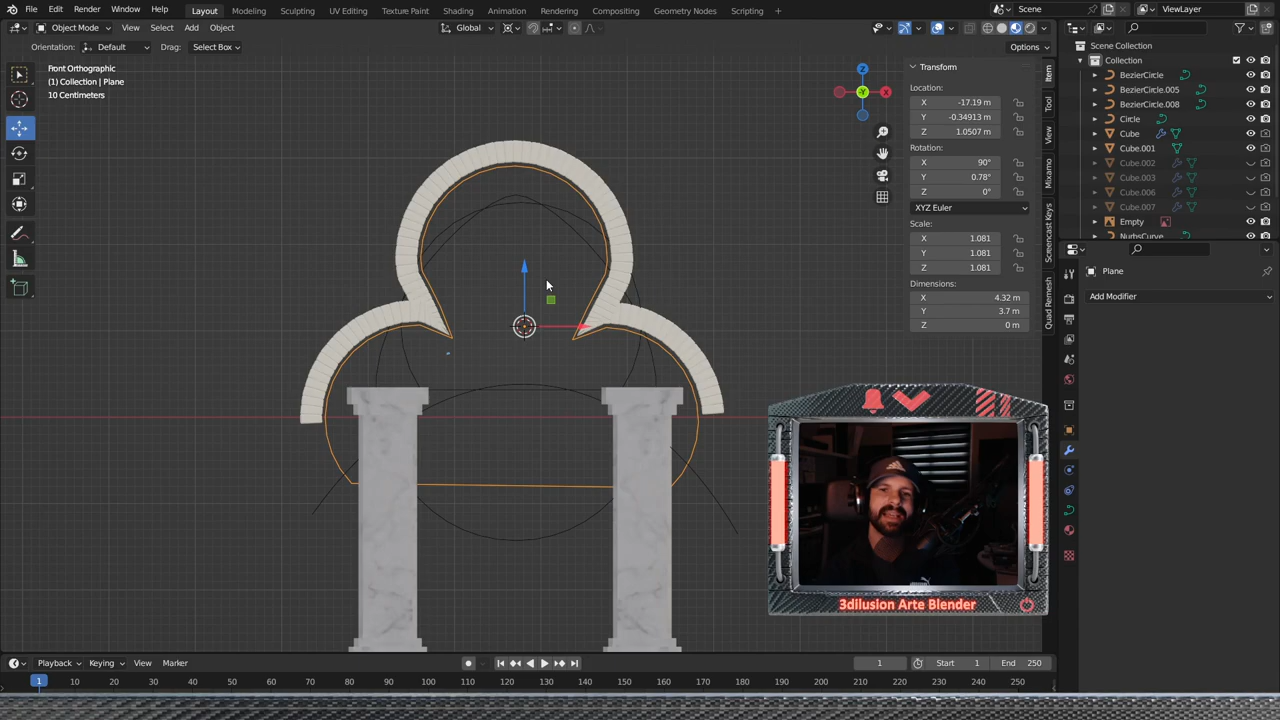 File Edit Render Window Help Layout Modeling Sculpting UV Editing Texture Paint Shading Animation Rendering Compositing Geometry Nodes Scripting + Scene ViewLayer
Object Mode View Select Add Object Global
Orientation: Default Drag: Select Box Options
Front Orthographic
(1) Collection | Plane
10 Centimeters
Z
X
-Y
Transform
Location:
X -17.19 m
Y -0.34913 m
Z 1.0507 m
Rotation:
X 90°
Y 0.78°
Z 0°
XYZ Euler
Scale:
X 1.081
Y 1.081
Z 1.081
Dimensions:
X 4.32 m
Y 3.7 m
Z 0 m
Item
Tool
View
Mixamo
Screencast Keys
Quad Remesh
Scene Collection
Collection
BezierCircle
BezierCircle.005
BezierCircle.008
Circle
Cube
Cube.001
Cube.002
Cube.003
Cube.006
Cube.007
Empty
NurbsCurve
Plane
Add Modifier
3dilusion Arte Blender
Playback Keying View Marker 1 Start 1 End 250
1 10 20 30 40 50 60 70 80 90 100 110 120 130 140 150 160 170 180 190 200 210 220 230 240 250